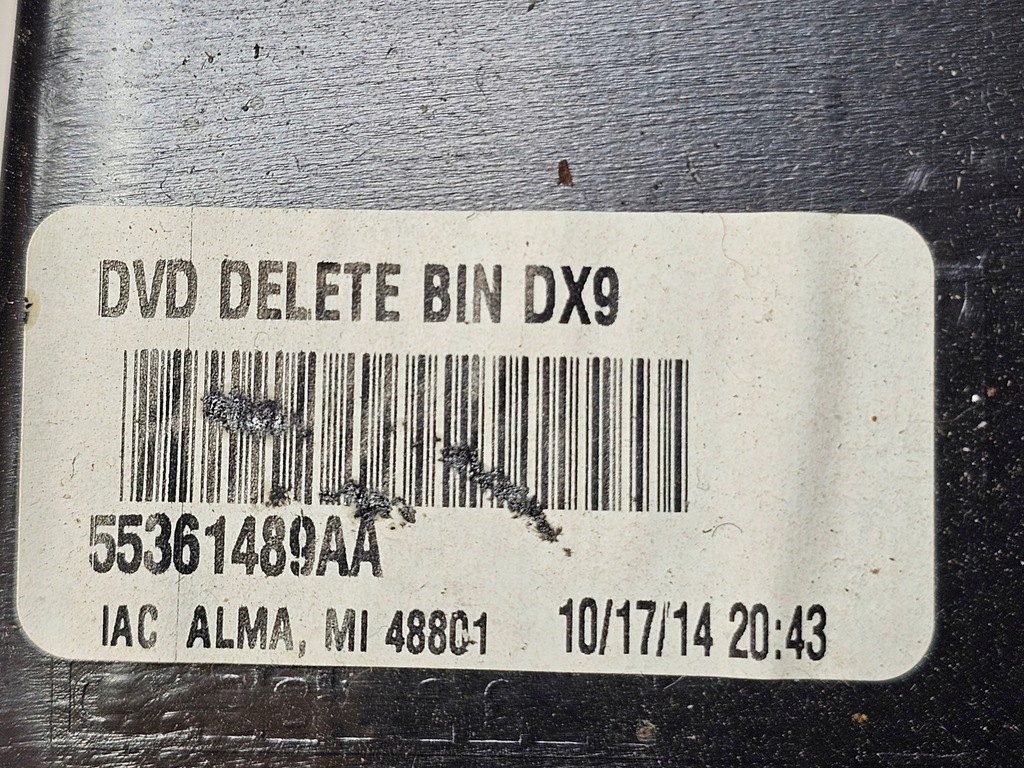 DVD DELETE BIN DX9
55361489AA
IAC ALMA, MI 48801 10/17/14 20:43